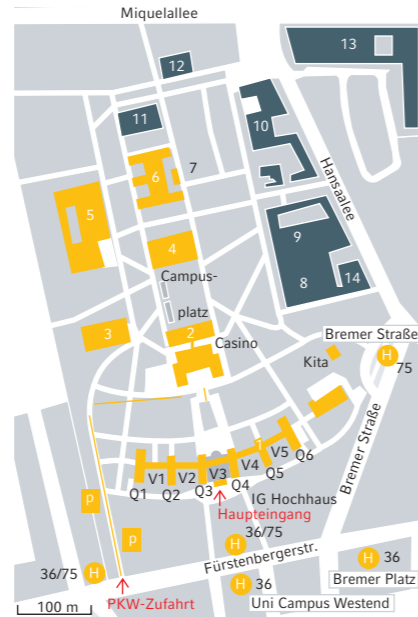 Miquelallee
13
12
11
10
7
6
Hansaallee
5
9
4
Campus-
8
14
platz
3
2
Bremer Straße
Casino
H
Kita
75
Bremer Straße
1
V5
Q6
V1
V2
V3
V4
Q5
Q1
Q2
Q3
Q4
IG Hochhaus
p
Haupteingang
36/75
p
H
Fürstenbergerstr.
36/75
H
H
36
H
36
Bremer Platz
100 m
PKW-Zufahrt
Uni Campus Westend